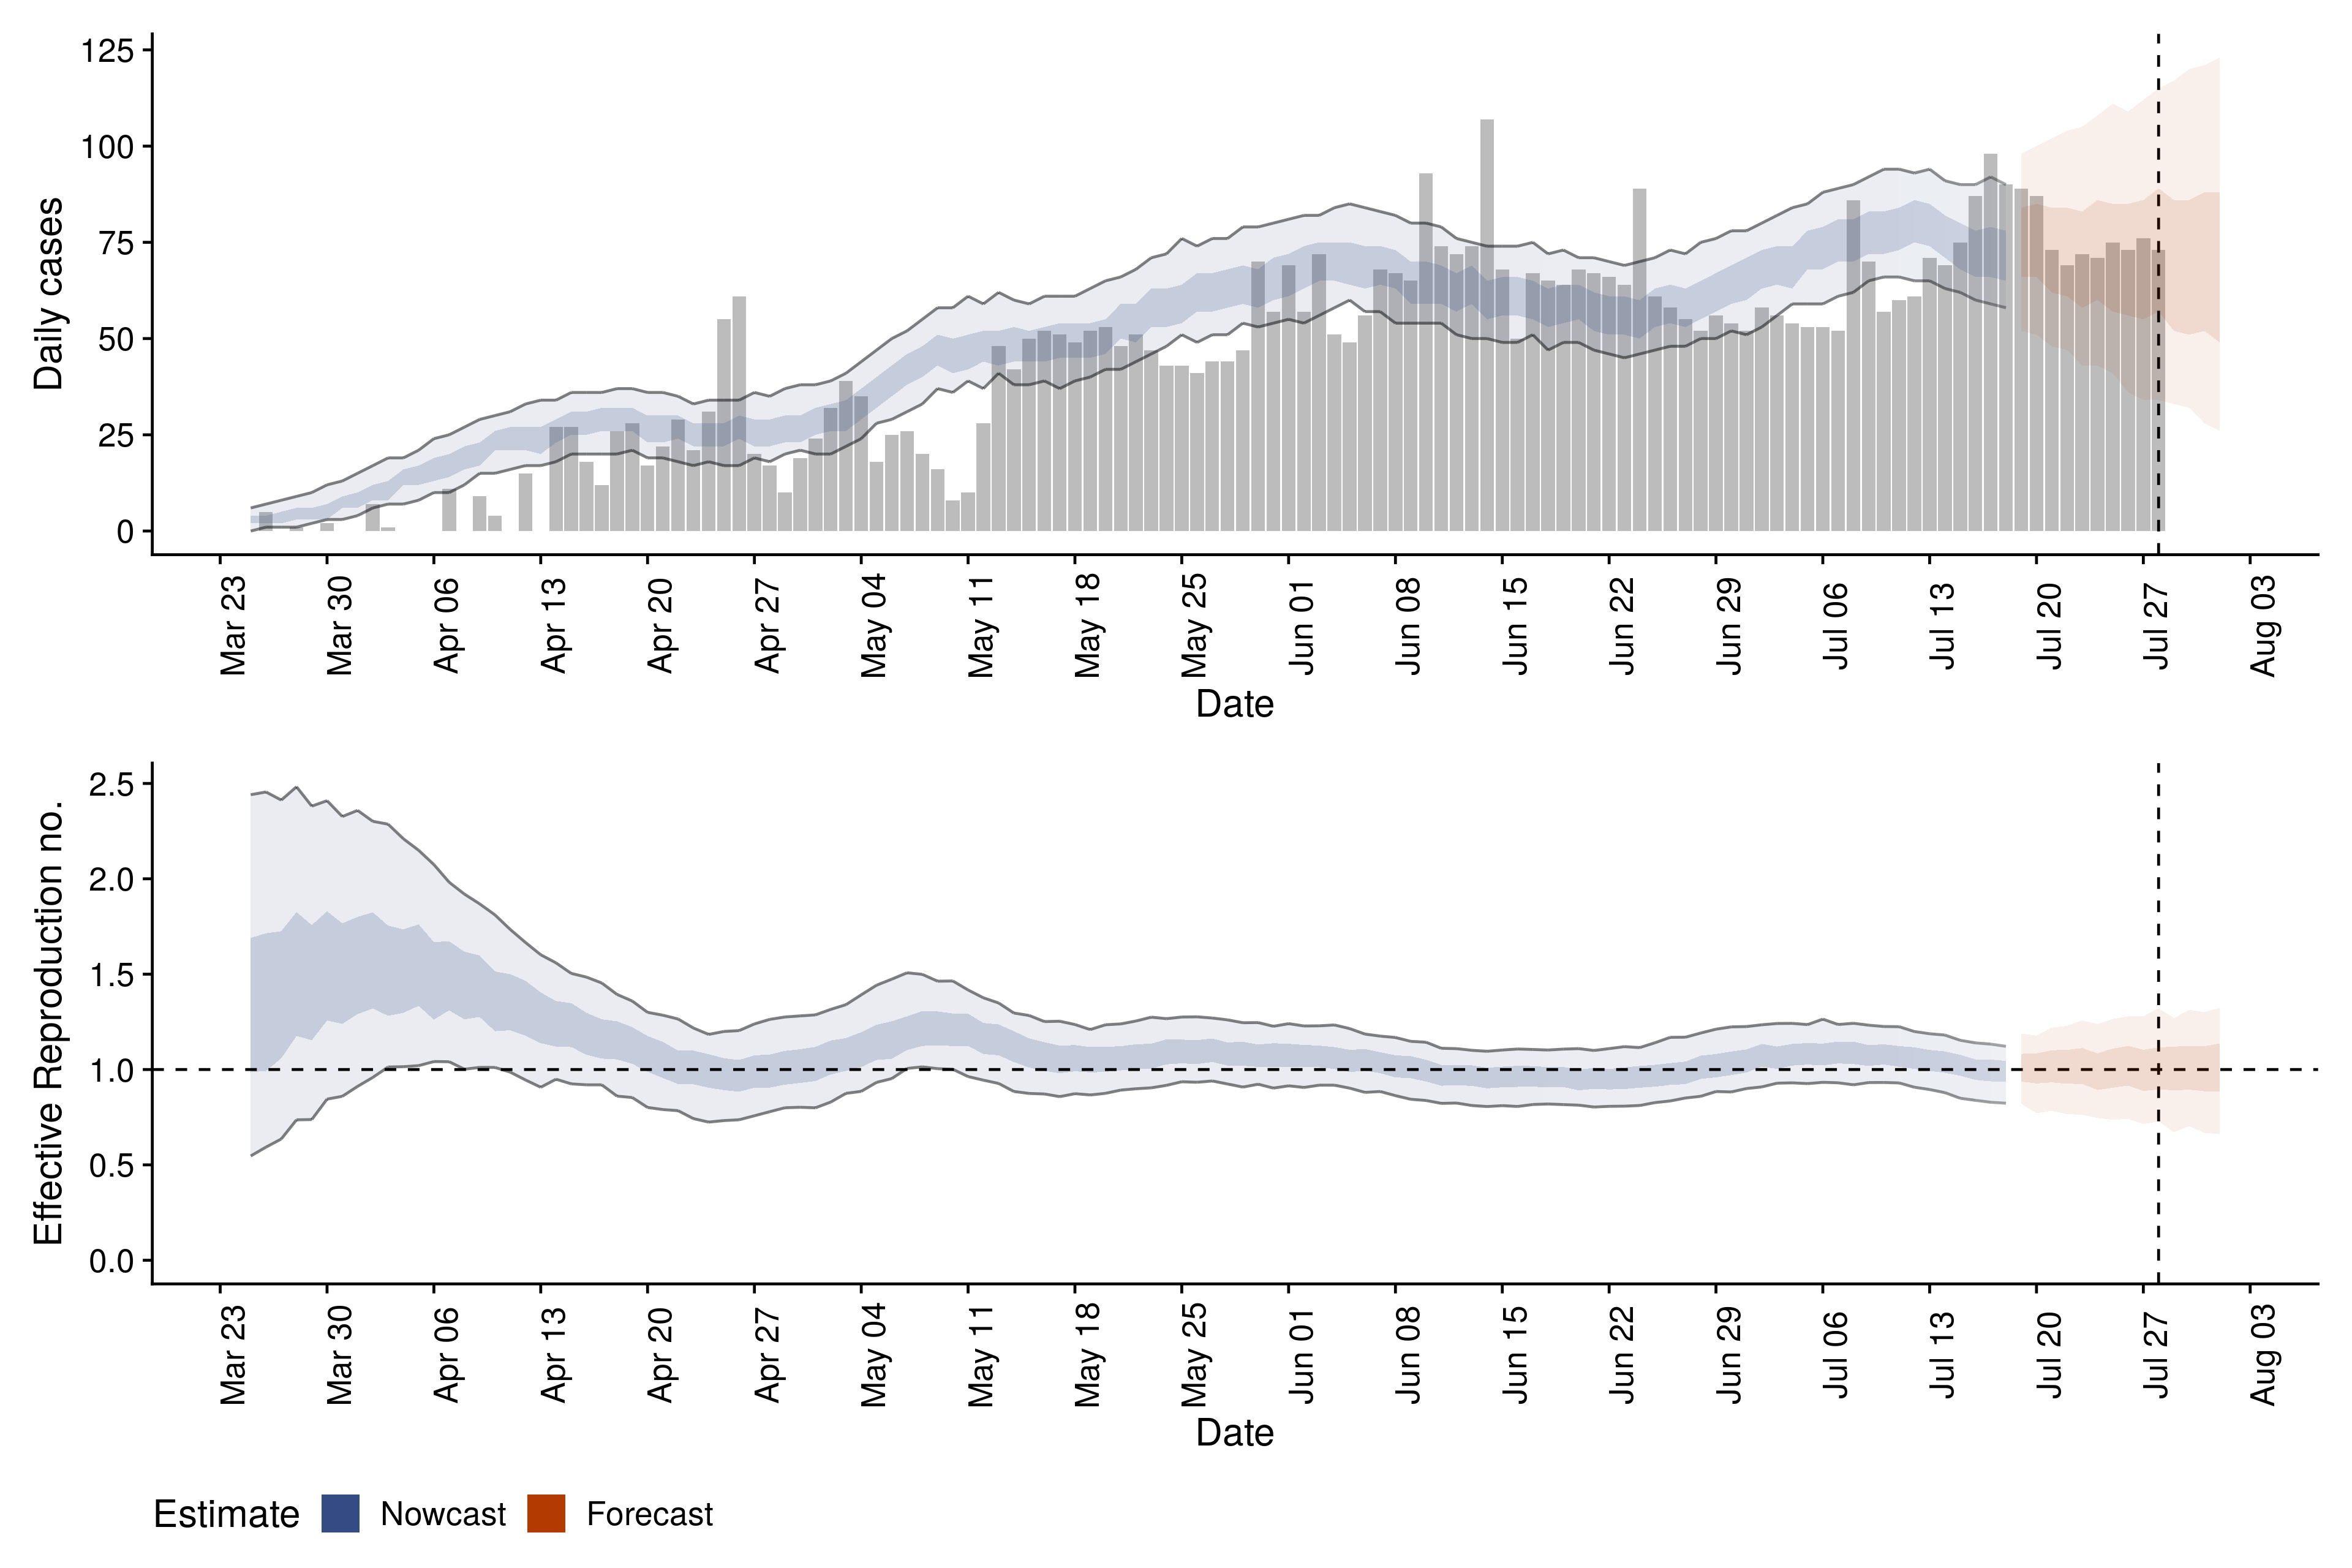 125
100
75
50
25
0
Daily cases
Mar 23 Mar 30 Apr 06 Apr 13 Apr 20 Apr 27 May 04 May 11 May 18 May 25 Jun 01 Jun 08 Jun 15 Jun 22 Jun 29 Jul 06 Jul 13 Jul 20 Jul 27 Aug 03
Date
2.5
2.0
1.5
1.0
0.5
0.0
Effective Reproduction no.
Mar 23 Mar 30 Apr 06 Apr 13 Apr 20 Apr 27 May 04 May 11 May 18 May 25 Jun 01 Jun 08 Jun 15 Jun 22 Jun 29 Jul 06 Jul 13 Jul 20 Jul 27 Aug 03
Date
Estimate Nowcast Forecast